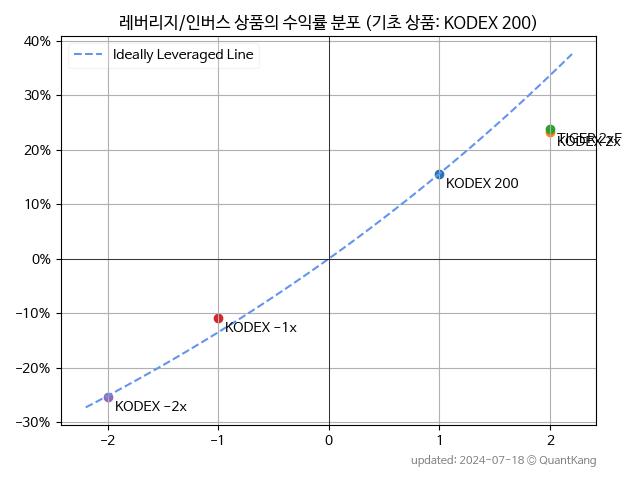 레버리지/인버스 상품의 수익률 분포 (기초 상품: KODEX 200)
40%
Ideally Leveraged Line
30%
TIGER 2xF
KODEX 2x
20%
KODEX 200
10%
0%
-10%
KODEX -1x
-20%
KODEX -2x
-30%
-2 -1 0 1 2
updated: 2024-07-18 © QuantKang